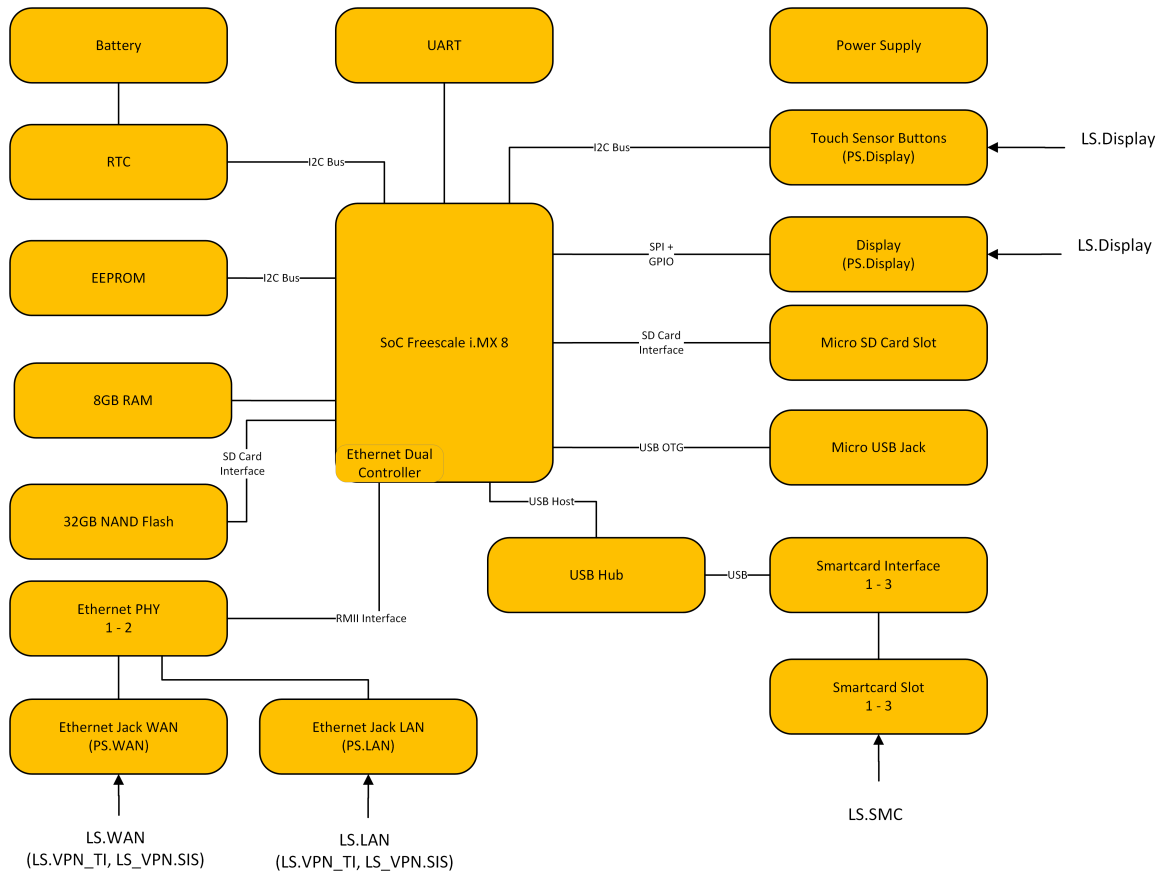 Battery
UART
Power Supply
Touch Sensor Buttons
(PS.Display)
LS.Display
RTC
I2C Bus
I2C Bus
Display
(PS.Display)
LS.Display
SPI +
GPIO
EEPROM
I2C Bus
SoC Freescale i.MX 8
SD Card
Interface
Micro SD Card Slot
8GB RAM
SD Card
Interface
Ethernet Dual
Controller
USB OTG
Micro USB Jack
32GB NAND Flash
USB Host
USB Hub
USB
Smartcard Interface
1 - 3
Ethernet PHY
1 - 2
RMII Interface
Smartcard Slot
1 - 3
Ethernet Jack WAN
(PS.WAN)
Ethernet Jack LAN
(PS.LAN)
LS.SMC
LS.WAN
(LS.VPN_TI, LS_VPN.SIS)
LS.LAN
(LS.VPN_TI, LS_VPN.SIS)